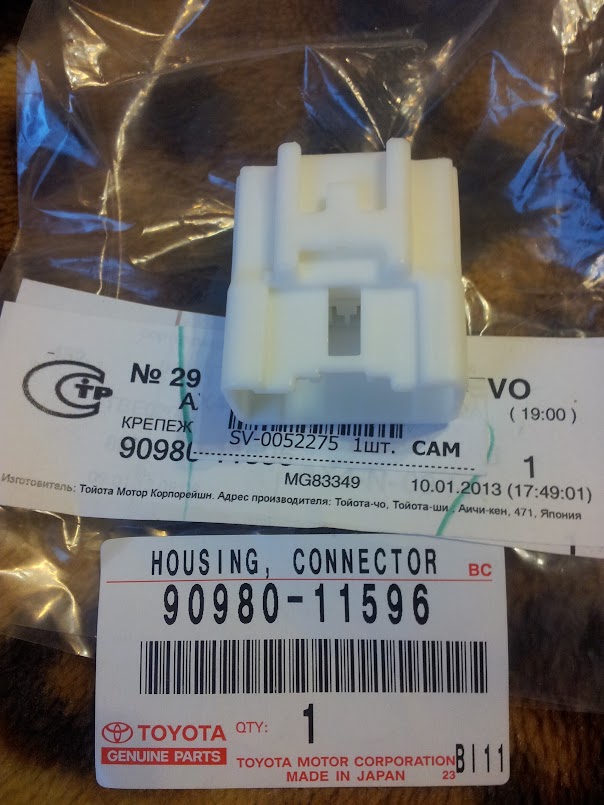 СТР
№ 29
VO
( 19:00 )
КРЕПЕЖ
SV-0052275 1шт. САМ
1
MG83349
10.01.2013 (17:49:01)
Изготовитель: Тойота Мотор Корпорейшн. Адрес производителя: Тойота-чо, Тойота-ши, Аичи-кен, 471, Япония
HOUSING, CONNECTOR
BC
90980-11596
TOYOTA
QTY: 1
GENUINE PARTS
TOYOTA MOTOR CORPORATION
MADE IN JAPAN
23
BI11